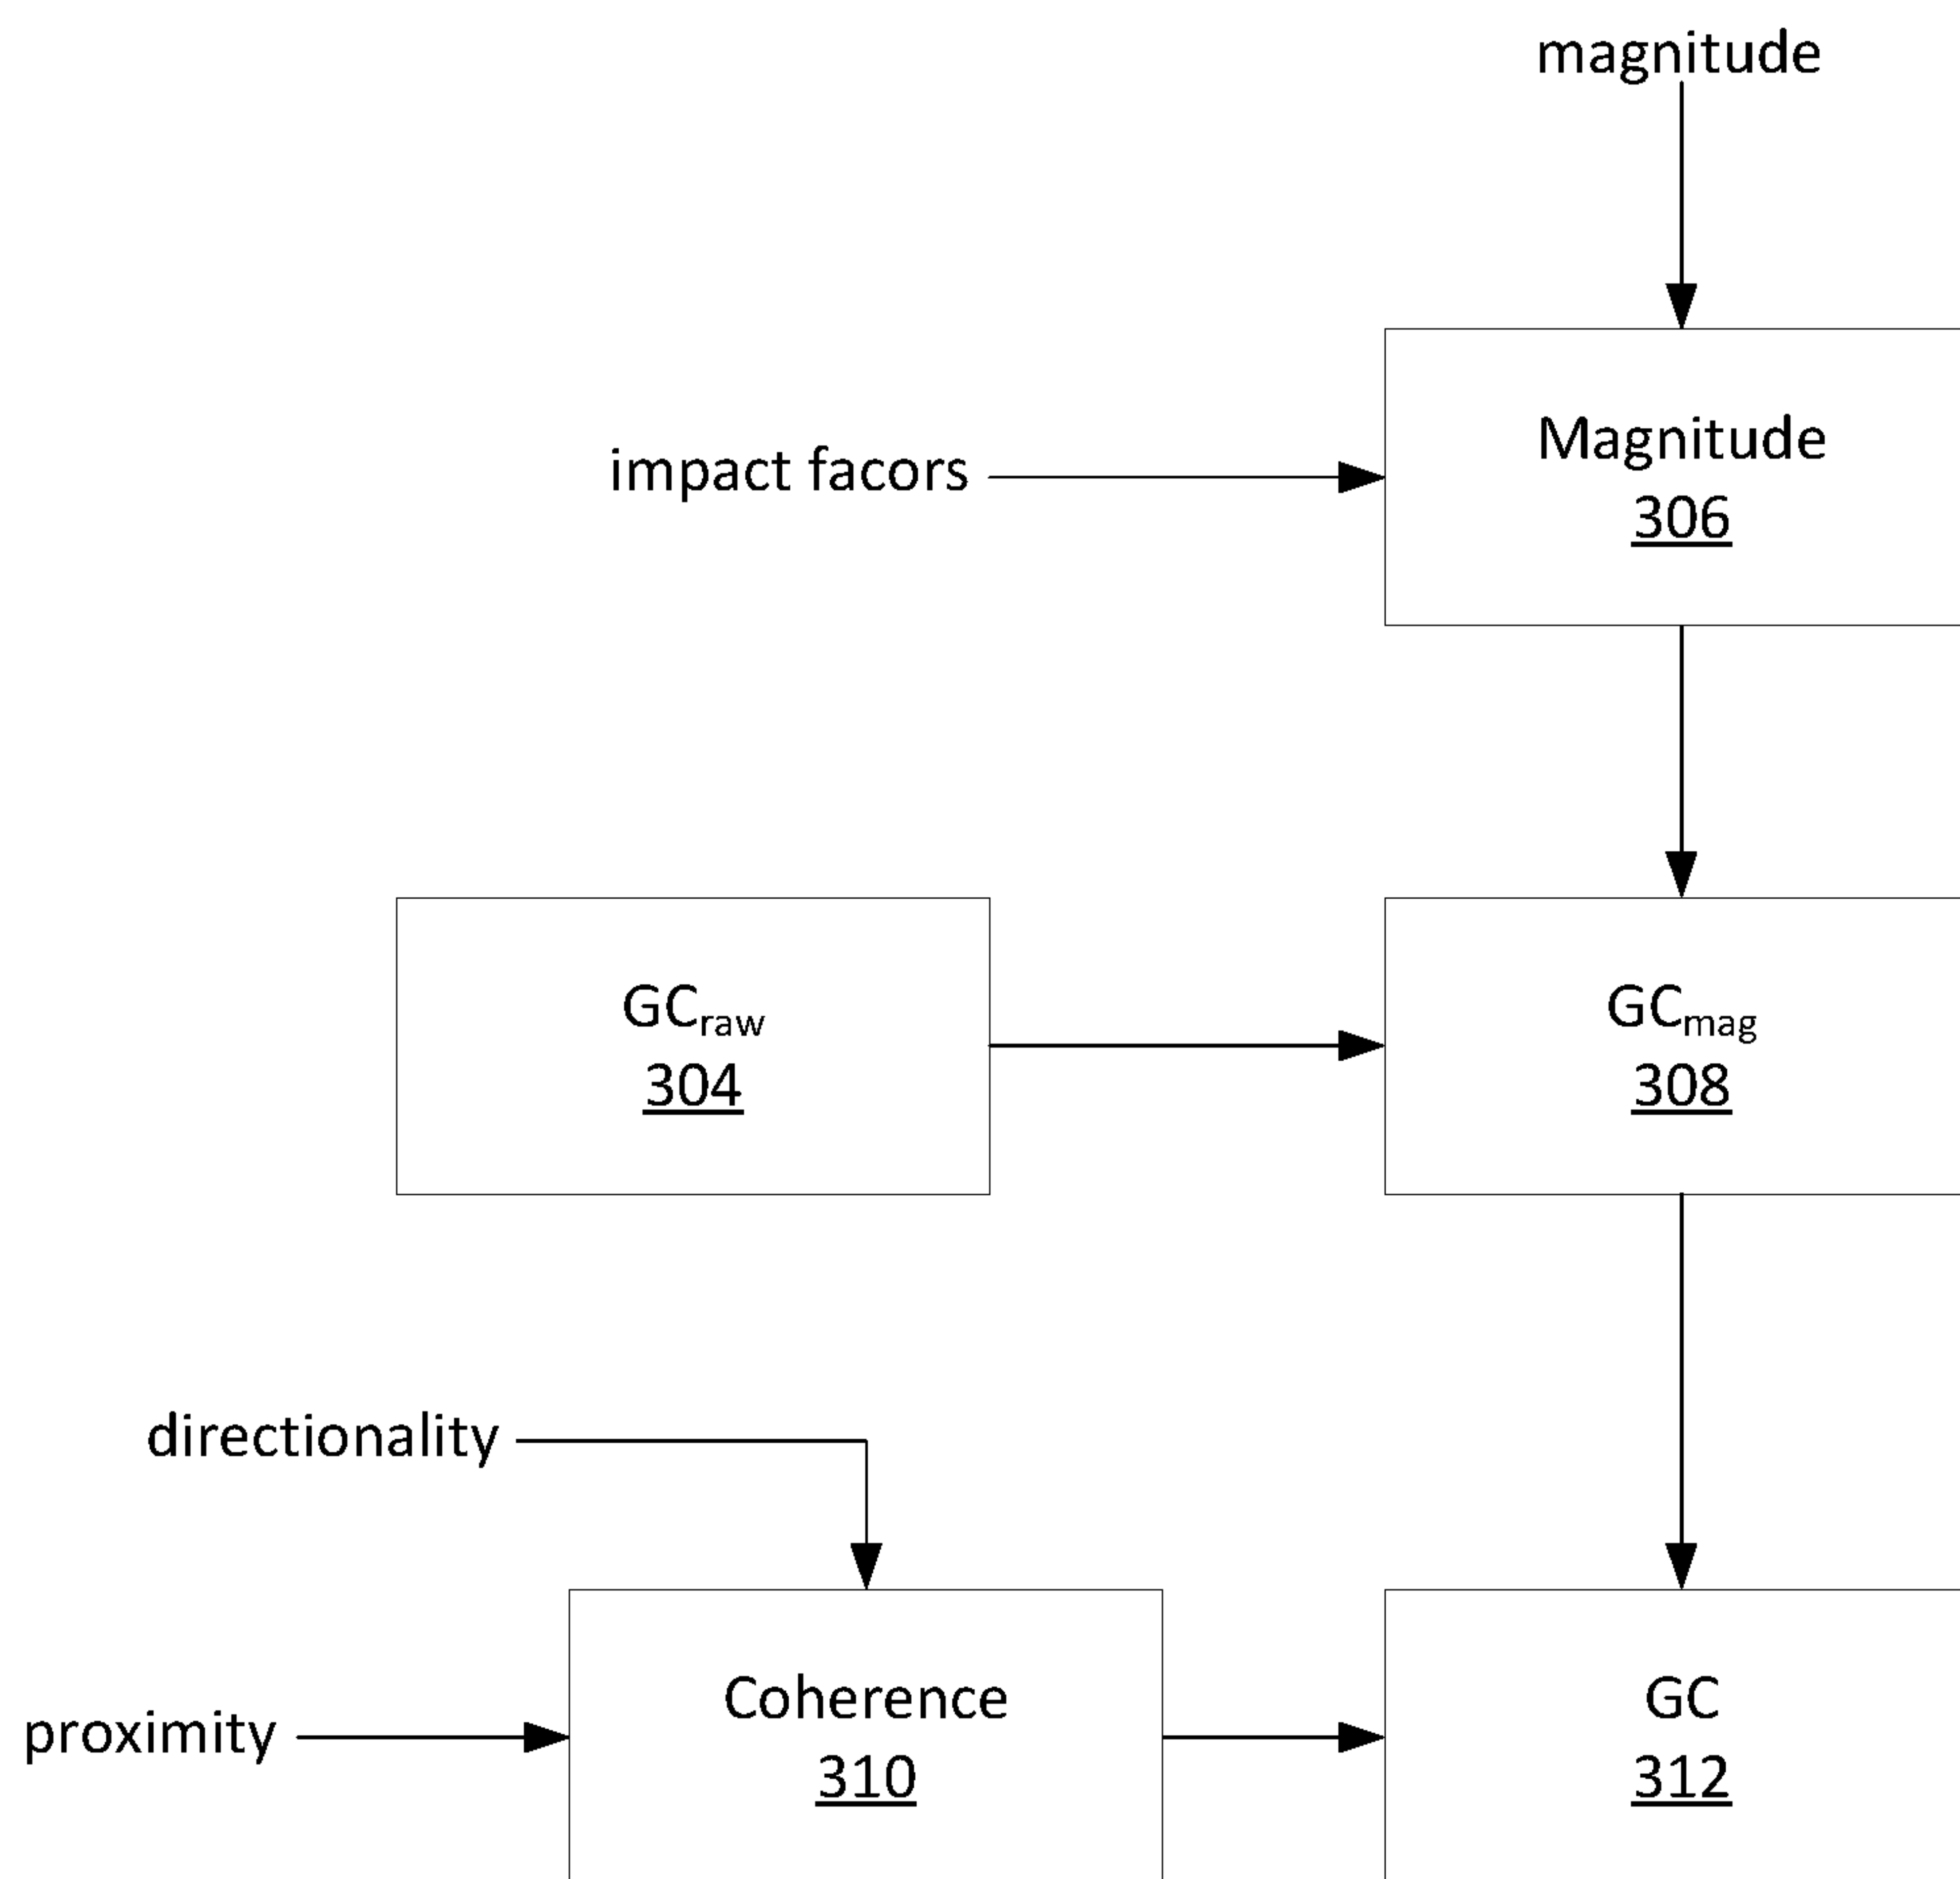 magnitude
impact facors
Magnitude
306
GCraw
304
GCmag
308
directionality
proximity
Coherence
310
GC
312